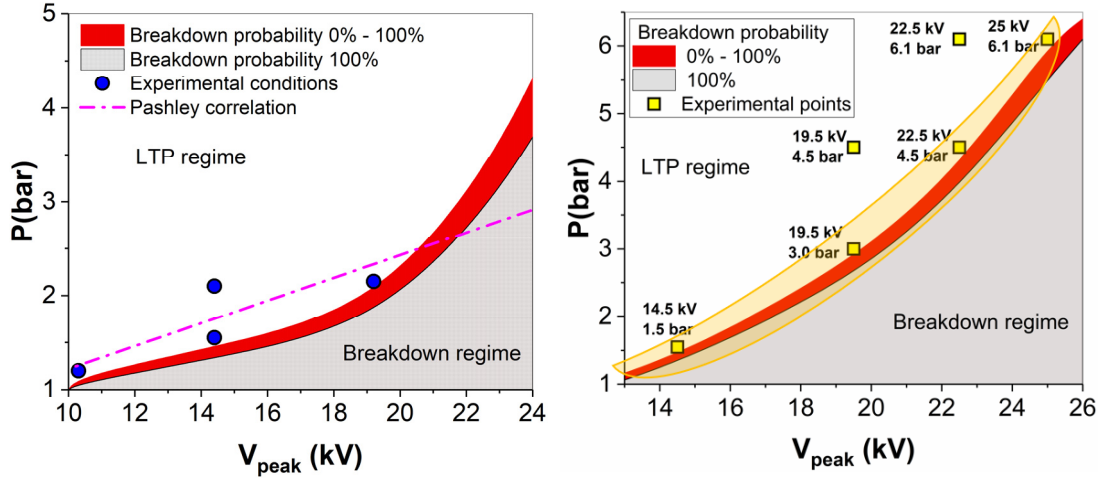 5
4
3
2
1
P(bar)
Breakdown probability 0% - 100%
Breakdown probability 100%
Experimental conditions
Pashley correlation
LTP regime
Breakdown regime
10 12 14 16 18 20 22 24
Vpeak (kV)
6
5
4
3
2
1
P(bar)
Breakdown probability
0% - 100%
100%
Experimental points
22.5 kV
6.1 bar
25 kV
6.1 bar
19.5 kV
4.5 bar
22.5 kV
4.5 bar
LTP regime
19.5 kV
3.0 bar
14.5 kV
1.5 bar
Breakdown regime
14 16 18 20 22 24 26
Vpeak (kV)